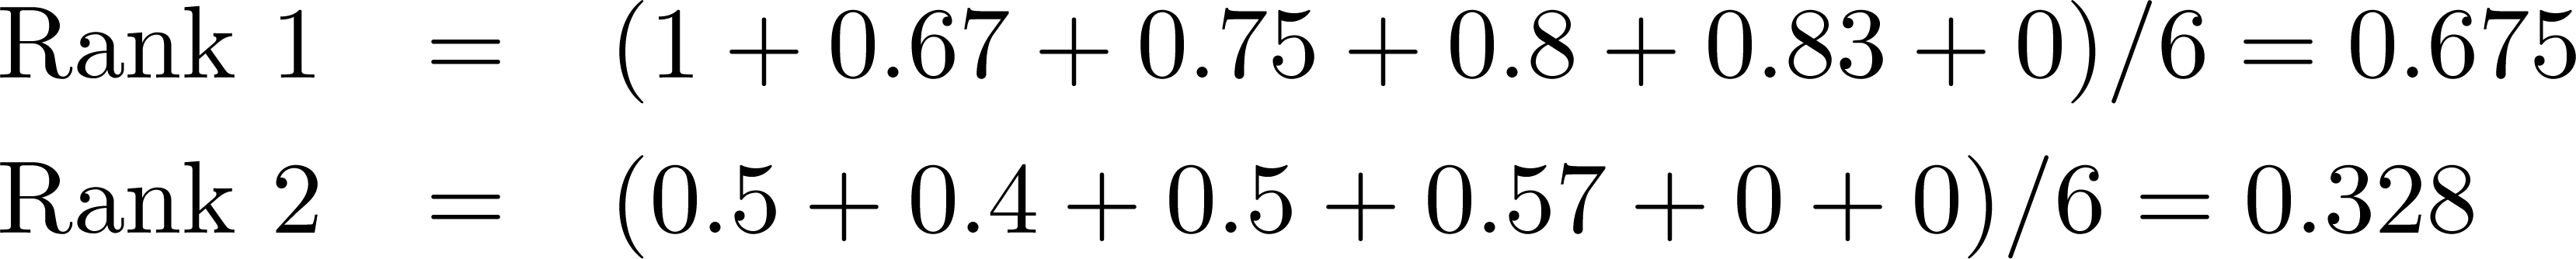 Rank 1 = (1 + 0.67 + 0.75 + 0.8 + 0.83 + 0)/6 = 0.675
Rank 2 = (0.5 + 0.4 + 0.5 + 0.57 + 0 + 0)/6 = 0.328